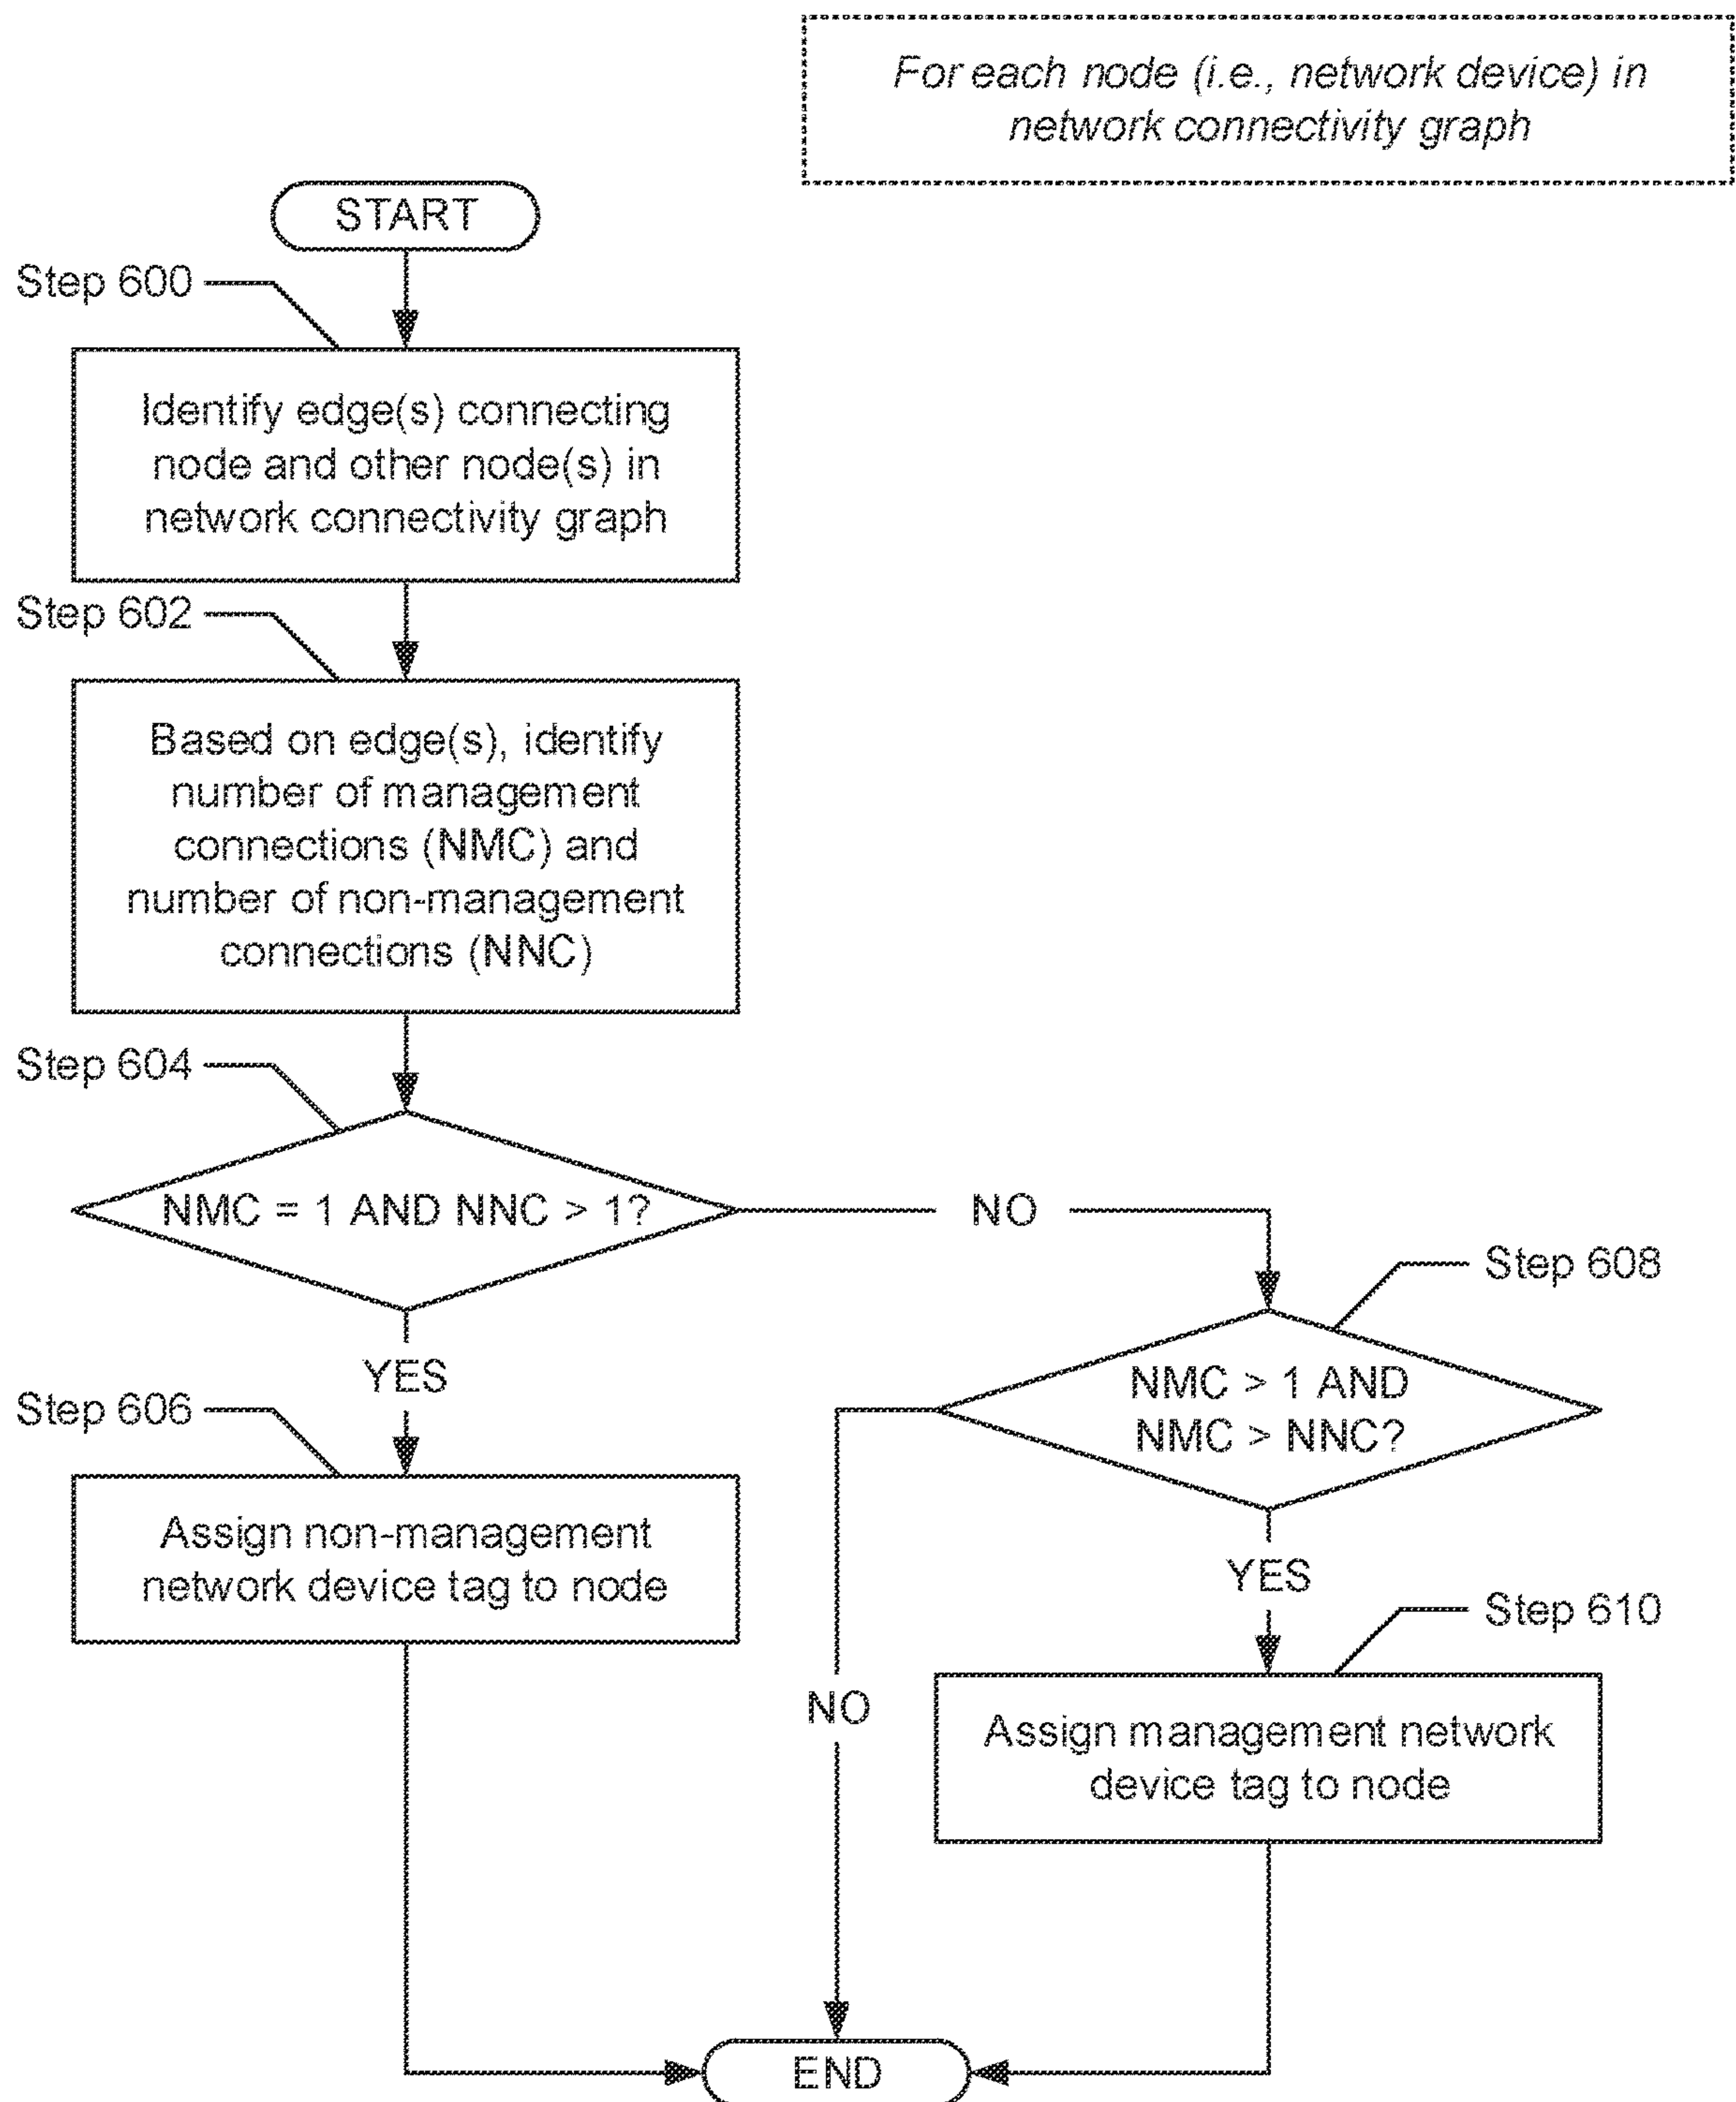 For each node (i.e., network device) in
network connectivity graph
START
Step 600
Identify edge(s) connecting
node and other node(s) in
network connectivity graph
Step 602
Based on edge(s), identify
number of management
connections (NMC) and
number of non-management
connections (NNC)
Step 604
NMC = 1 AND NNC > 1?
NO
Step 608
NMC > 1 AND
NMC > NNC?
YES
Step 606
Assign non-management
network device tag to node
YES
Step 610
NO
Assign management network
device tag to node
END